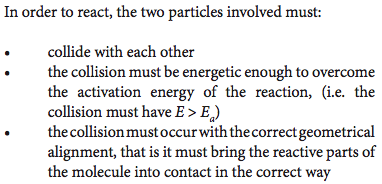 In order to react, the two particles involved must:
• collide with each other
• the collision must be energetic enough to overcome
the activation energy of the reaction, (i.e. the
collision must have E > Ea)
• the collision must occur with the correct geometrical
alignment, that is it must bring the reactive parts of
the molecule into contact in the correct way